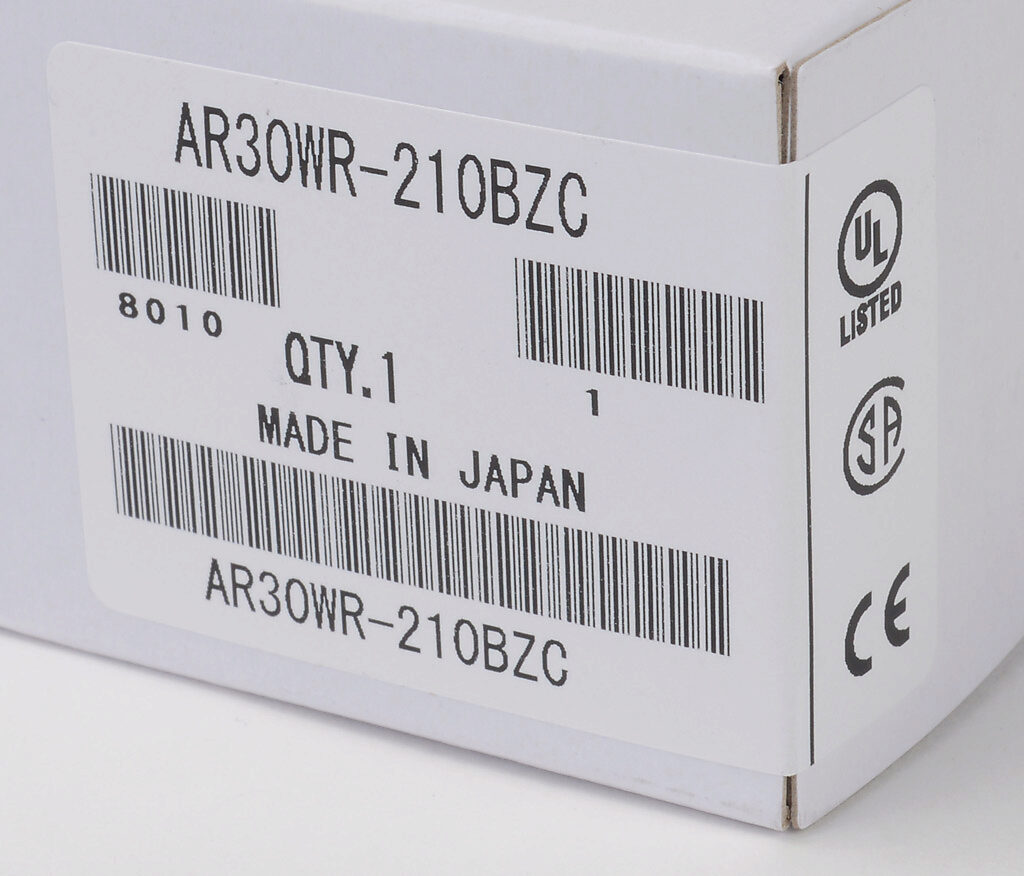 AR30WR-210BZC
8010
1
QTY.1
MADE IN JAPAN
AR30WR-210BZC
UL
LISTED
SA
CE